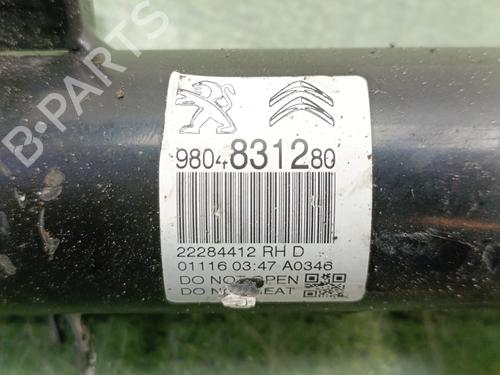 B-Parts
9804831280
22284412 RH D
01116 03:47 A0346
DO NOT OPEN
DO NOT HEAT